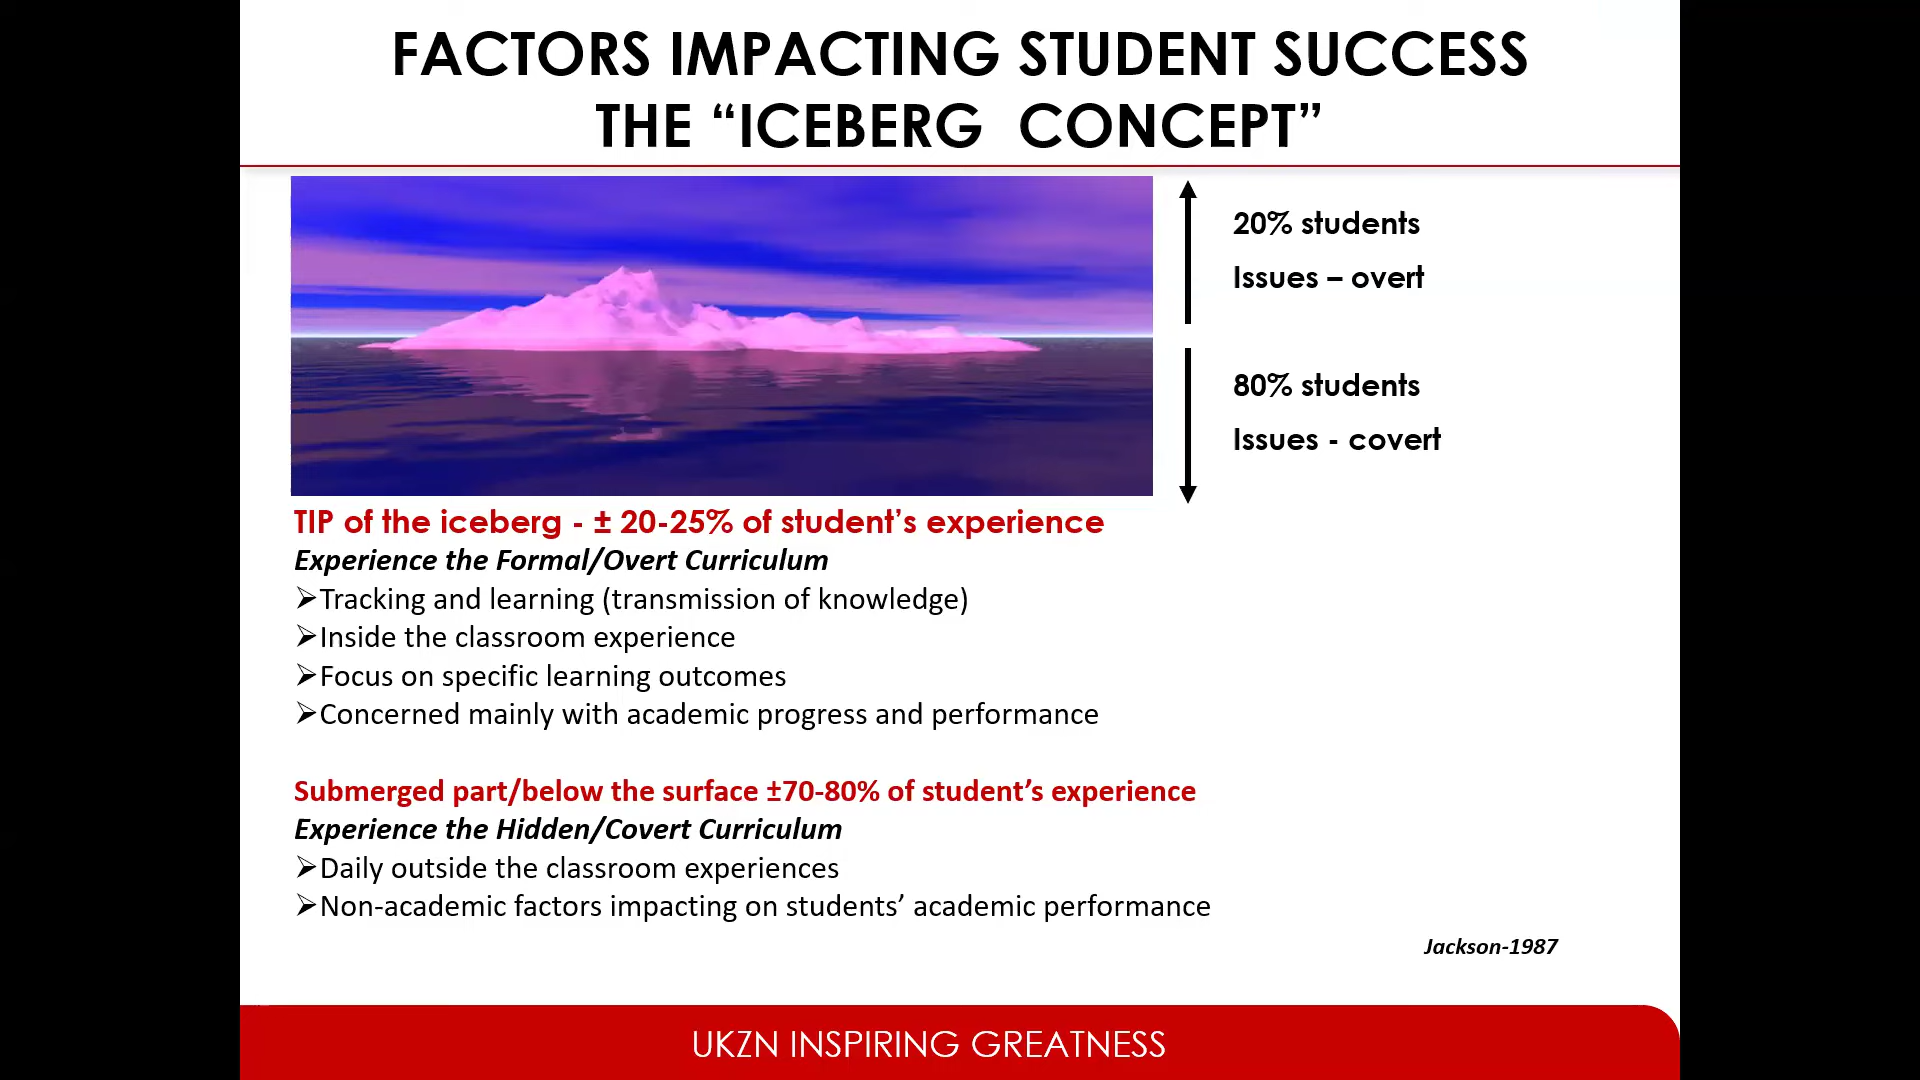 FACTORS IMPACTING STUDENT SUCCESS
THE “ICEBERG  CONCEPT”
20% students
Issues – overt
80% students
Issues - covert
TIP of the iceberg - ± 20-25% of student’s experience
Experience the Formal/Overt Curriculum
➢Tracking and learning (transmission of knowledge)
➢Inside the classroom experience
➢Focus on specific learning outcomes
➢Concerned mainly with academic progress and performance
Submerged part/below the surface ±70-80% of student’s experience
Experience the Hidden/Covert Curriculum
➢Daily outside the classroom experiences
➢Non-academic factors impacting on students’ academic performance
Jackson-1987
UKZN INSPIRING GREATNESS